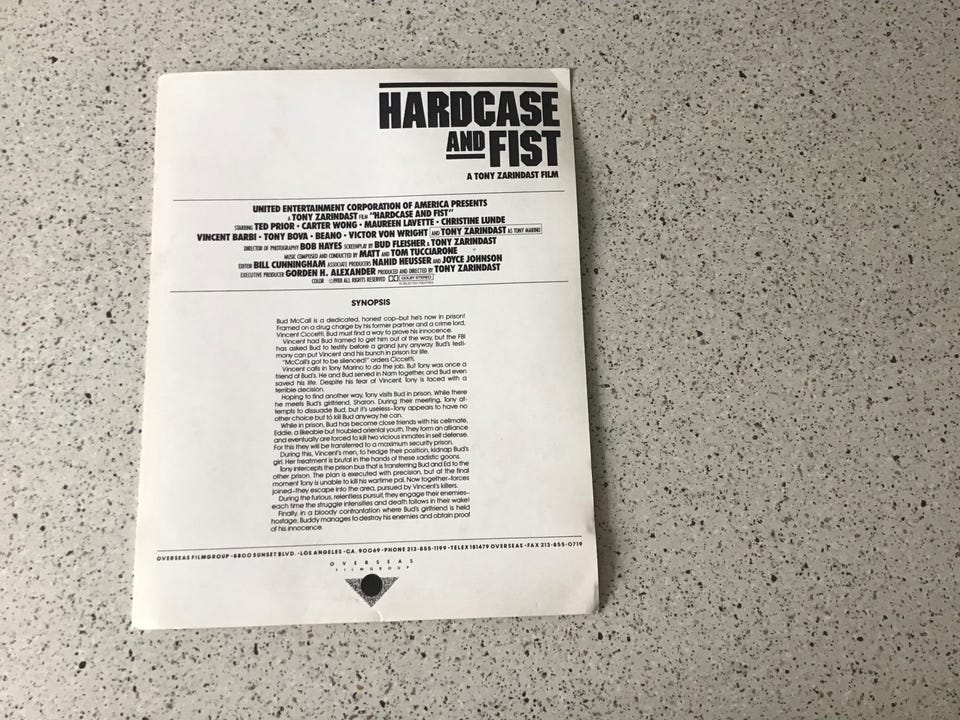 HARDCASE
AND FIST
A TONY ZARINDAST FILM
UNITED ENTERTAINMENT CORPORATION OF AMERICA PRESENTS
A TONY ZARINDAST FILM "HARDCASE AND FIST"
STARRING TED PRIOR • CARTER WONG • MAUREEN LAVETTE • CHRISTINE LUNDE
VINCENT BARBI • TONY BOVA • BEANO • VICTOR VON WRIGHT AND TONY ZARINDAST AS TONY MARINO
DIRECTOR OF PHOTOGRAPHY BOB HAYES SCREENPLAY BY BUD FLEISHER & TONY ZARINDAST
MUSIC COMPOSED AND CONDUCTED BY MATT AND TOM TUCCIARONE
EDITOR BILL CUNNINGHAM ASSOCIATE PRODUCERS NAHID HEUSSER AND JOYCE JOHNSON
EXECUTIVE PRODUCER GORDEN H. ALEXANDER PRODUCED AND DIRECTED BY TONY ZARINDAST
COLOR ©1988 ALL RIGHTS RESERVED DOLBY STEREO
IN SELECTED THEATRES
SYNOPSIS
Bud McCall is a dedicated, honest cop–but he's now in prison!
Framed on a drug charge by his former partner and a crime lord,
Vincent Ciccetti, Bud must find a way to prove his innocence.
Vincent had Bud framed to get him out of the way, but the FBI
has asked Bud to testify before a grand jury anyway. Bud's testi-
mony can put Vincent and his bunch in prison for life.
"McCall's got to be silenced!" orders Ciccetti.
Vincent calls in Tony Marino to do the job. But Tony was once a
friend of Bud's. He and Bud served in Nam together, and Bud even
saved his life. Despite his fear of Vincent, Tony is faced with a
terrible decision.
Hoping to find another way, Tony visits Bud in prison. While there
he meets Bud's girlfriend, Sharon. During their meeting, Tony at-
tempts to dissuade Bud, but it's useless–Tony appears to have no
other choice but to kill Bud anyway he can.
While in prison, Bud has become close friends with his cellmate,
Eddie, a likeable but troubled oriental youth. They form an alliance
and eventually are forced to kill two vicious inmates in self defense.
For this they will be transferred to a maximum security prison.
During this, Vincent's men, to hedge their position, kidnap Bud's
girl. Her treatment is brutal in the hands of these sadistic goons.
Tony intercepts the prison bus that is transferring Bud and Ed to the
other prison. The plan is executed with precision, but at the final
moment Tony is unable to kill his wartime pal. Now together–forces
joined–they escape into the area, pursued by Vincent's killers.
During the furious, relentless pursuit, they engage their enemies–
each time the struggle intensifies and death follows in their wake!
Finally, in a bloody confrontation where Bud's girlfriend is held
hostage, Buddy manages to destroy his enemies and obtain proof
of his innocence.
OVERSEAS FILMGROUP • 8800 SUNSET BLVD. • LOS ANGELES • CA. 90069 • PHONE 213-855-1199 • TELEX 181479 OVERSEAS • FAX 213-855-0719
OVERSEAS
FILMGROUP